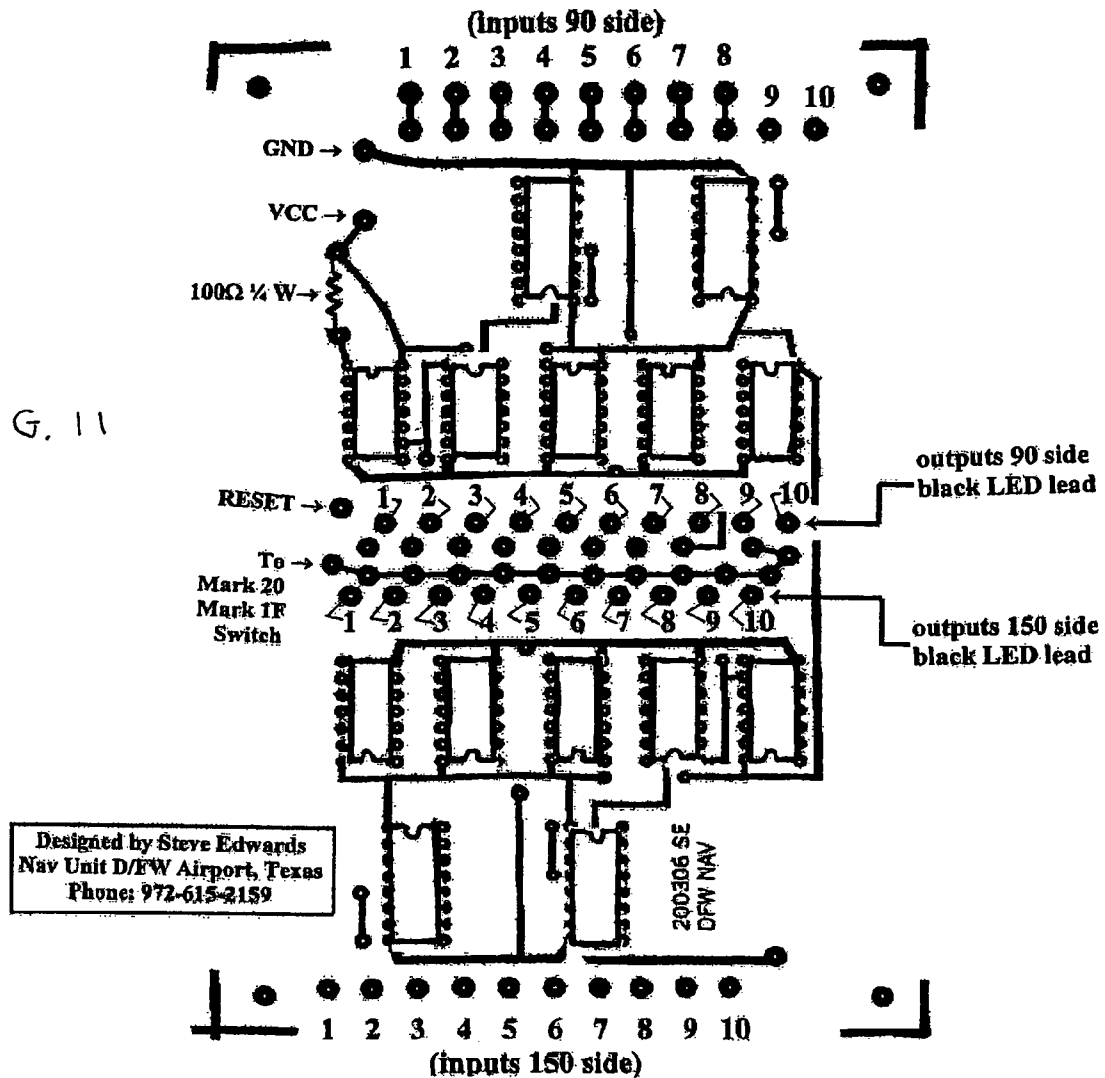 (inputs 90 side)
1 2 3 4 5 6 7 8 9 10
GND →
VCC →
100Ω ¼ W →
G. 11
outputs 90 side
black LED lead
RESET →
1 2 3 4 5 6 7 8 9 10
To →
Mark 20
Mark 1F
Switch
1 2 3 4 5 6 7 8 9 10
outputs 150 side
black LED lead
Designed by Steve Edwards
Nav Unit D/FW Airport, Texas
Phone: 972-615-2159
200306 SE
DFW NAV
1 2 3 4 5 6 7 8 9 10
(inputs 150 side)